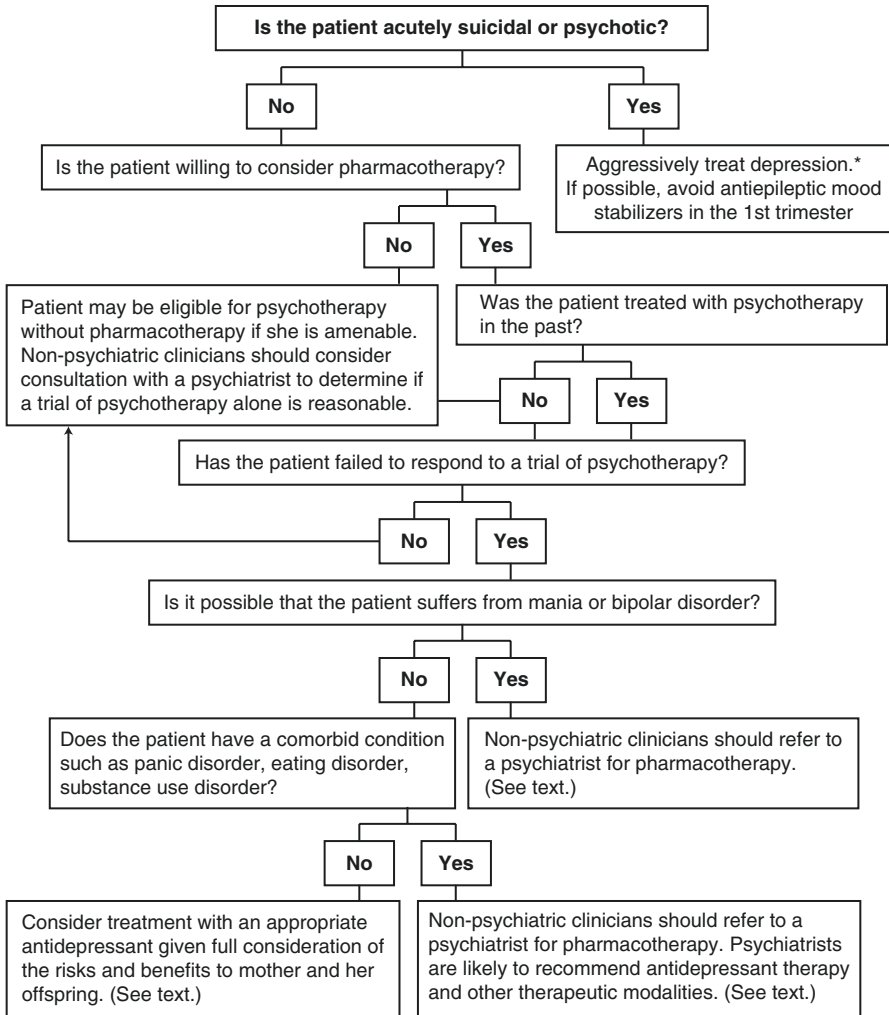 Is the patient acutely suicidal or psychotic?
No
Yes
Is the patient willing to consider pharmacotherapy?
Aggressively treat depression.*
If possible, avoid antiepileptic mood
stabilizers in the 1st trimester
No
Yes
Patient may be eligible for psychotherapy
without pharmacotherapy if she is amenable.
Non-psychiatric clinicians should consider
consultation with a psychiatrist to determine if
a trial of psychotherapy alone is reasonable.
Was the patient treated with psychotherapy
in the past?
No
Yes
Has the patient failed to respond to a trial of psychotherapy?
No
Yes
Is it possible that the patient suffers from mania or bipolar disorder?
No
Yes
Does the patient have a comorbid condition
such as panic disorder, eating disorder,
substance use disorder?
Non-psychiatric clinicians should refer to
a psychiatrist for pharmacotherapy.
(See text.)
No
Yes
Consider treatment with an appropriate
antidepressant given full consideration of
the risks and benefits to mother and her
offspring. (See text.)
Non-psychiatric clinicians should refer to a
psychiatrist for pharmacotherapy. Psychiatrists
are likely to recommend antidepressant therapy
and other therapeutic modalities. (See text.)